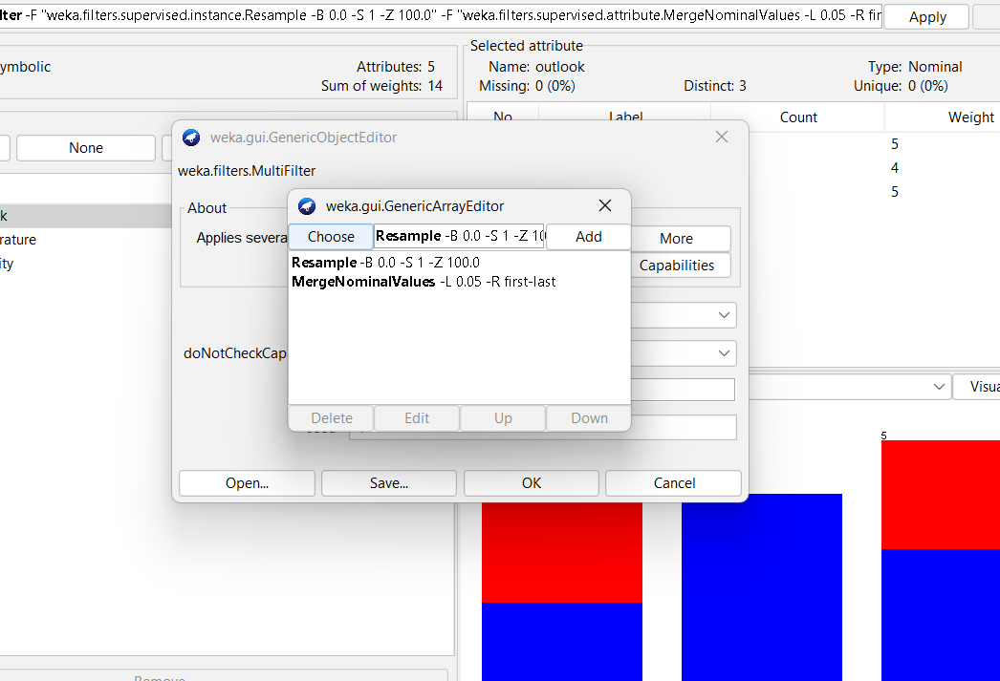 lter -F "weka.filters.supervised.instance.Resample -B 0.0 -S 1 -Z 100.0" -F "weka.filters.supervised.attribute.MergeNominalValues -L 0.05 -R fir
Apply
ymbolic
Attributes: 5
Sum of weights: 14
Selected attribute
Name: outlook
Type: Nominal
Missing: 0 (0%)
Distinct: 3
Unique: 0 (0%)
No.
Label
Count
Weight
5
4
5
None
k
rature
ity
weka.gui.GenericObjectEditor
weka.filters.MultiFilter
About
Applies severa
More
Capabilities
doNotCheckCap
weka.gui.GenericArrayEditor
Choose
Resample -B 0.0 -S 1 -Z 10
Add
Resample -B 0.0 -S 1 -Z 100.0
MergeNominalValues -L 0.05 -R first-last
Delete
Edit
Up
Down
Open...
Save...
OK
Cancel
Visua
5
Remove